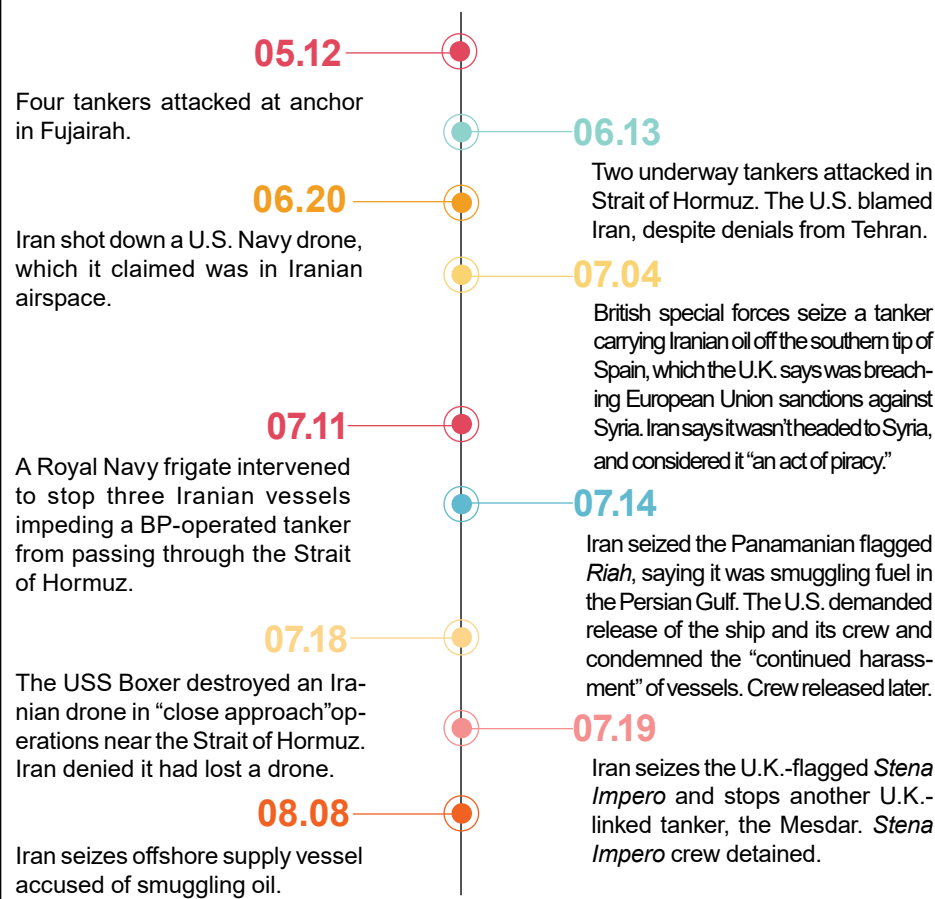 05.12
Four tankers attacked at anchor
in Fujairah.
06.13
Two underway tankers attacked in
Strait of Hormuz. The U.S. blamed
Iran, despite denials from Tehran.
06.20
Iran shot down a U.S. Navy drone,
which it claimed was in Iranian
airspace.
07.04
British special forces seize a tanker
carrying Iranian oil off the southern tip of
Spain, which the U.K. says was breach-
ing European Union sanctions against
Syria. Iran says it wasn't headed to Syria,
and considered it “an act of piracy.”
07.11
A Royal Navy frigate intervened
to stop three Iranian vessels
impeding a BP-operated tanker
from passing through the Strait
of Hormuz.
07.14
Iran seized the Panamanian flagged
Riah, saying it was smuggling fuel in
the Persian Gulf. The U.S. demanded
release of the ship and its crew and
condemned the “continued harass-
ment” of vessels. Crew released later.
07.18
The USS Boxer destroyed an Ira-
nian drone in “close approach”op-
erations near the Strait of Hormuz.
Iran denied it had lost a drone.
07.19
Iran seizes the U.K.-flagged Stena
Impero and stops another U.K.-
linked tanker, the Mesdar. Stena
Impero crew detained.
08.08
Iran seizes offshore supply vessel
accused of smuggling oil.